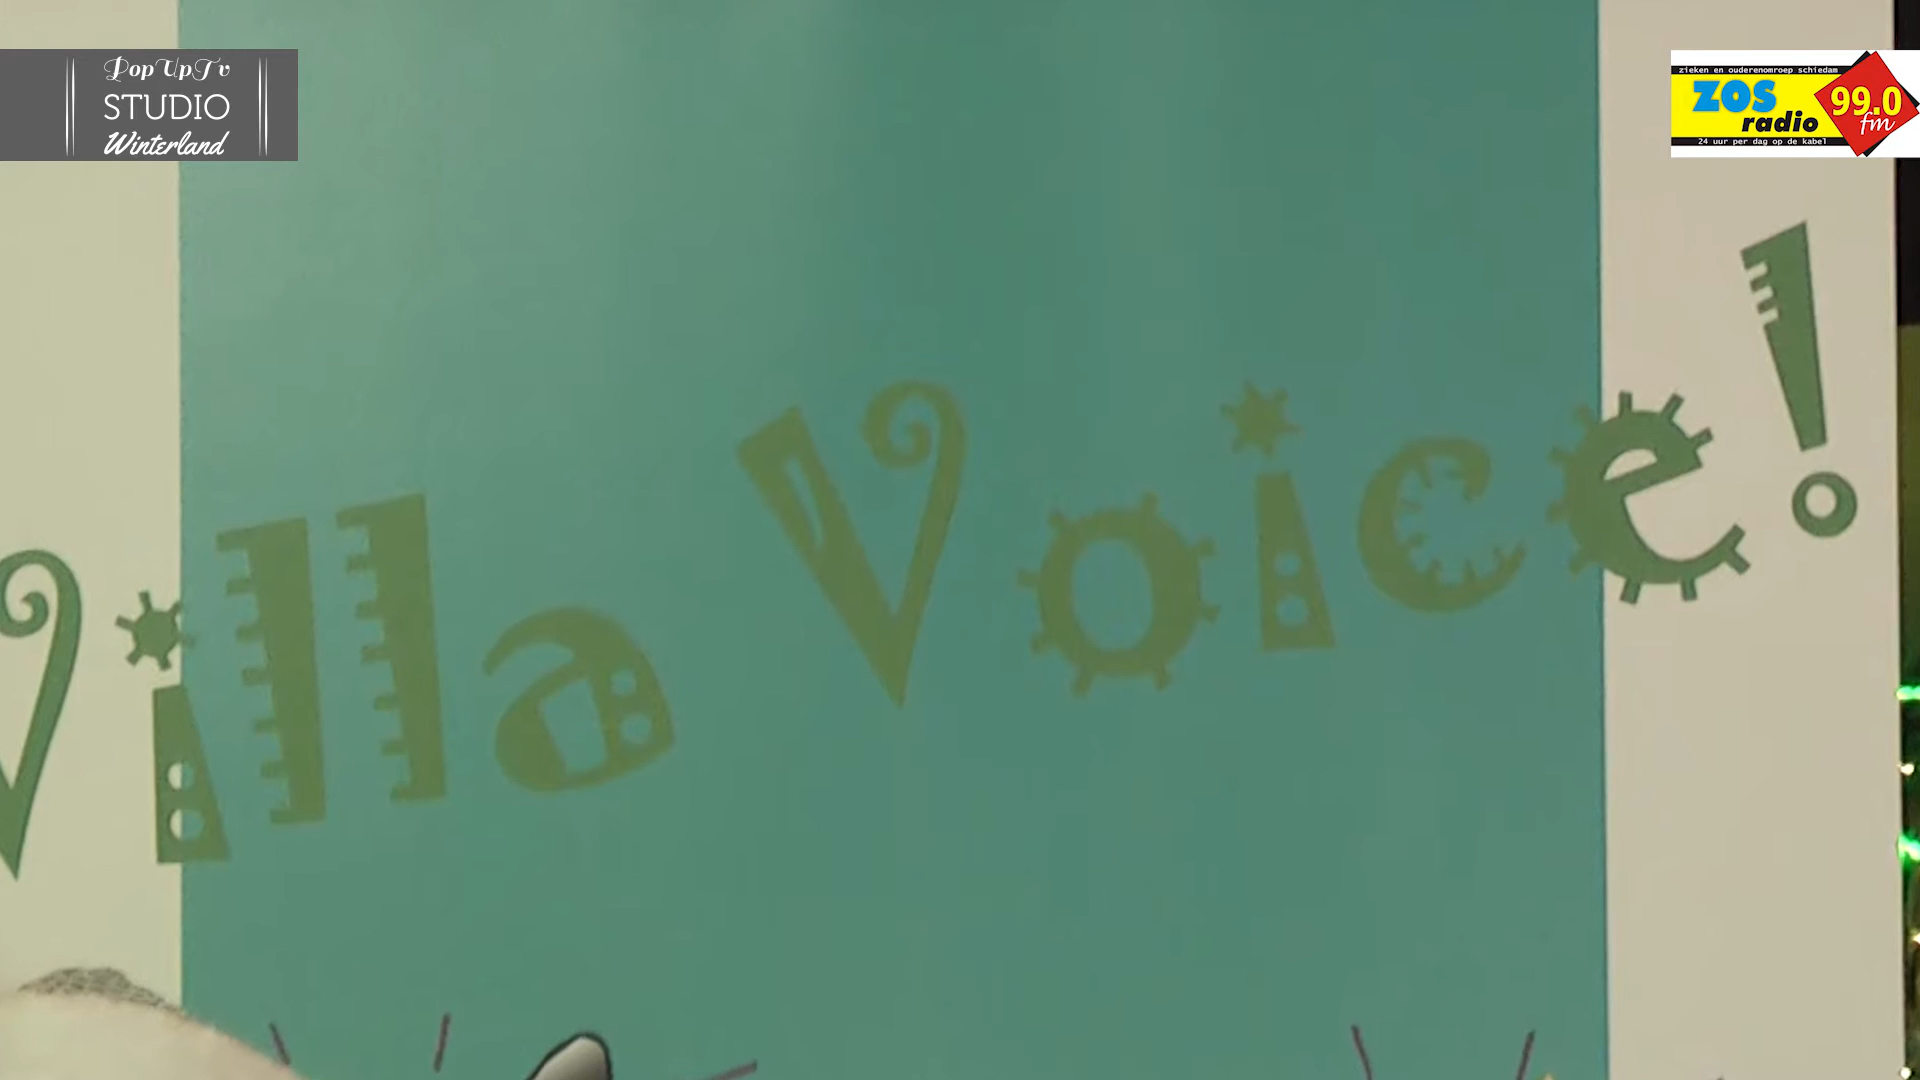 PopUpTv
STUDIO
Winterland
zieken en ouderenomroep schiedam
ZOS
radio
99.0
fm
24 uur per dag op de kabel
Villa Voice!